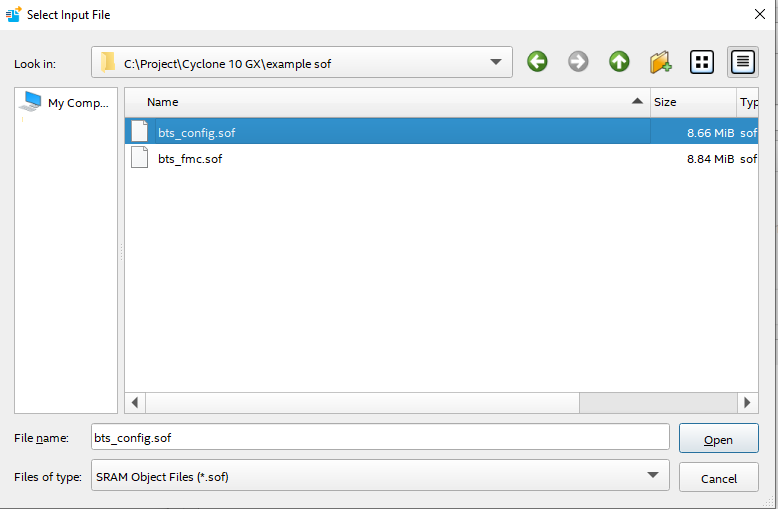 Select Input File
Look in: C:\Project\Cyclone 10 GX\example sof
My Comp...
Name Size Typ
bts_config.sof 8.66 MiB sof
bts_fmc.sof 8.84 MiB sof
File name: bts_config.sof Open
Files of type: SRAM Object Files (*.sof) Cancel